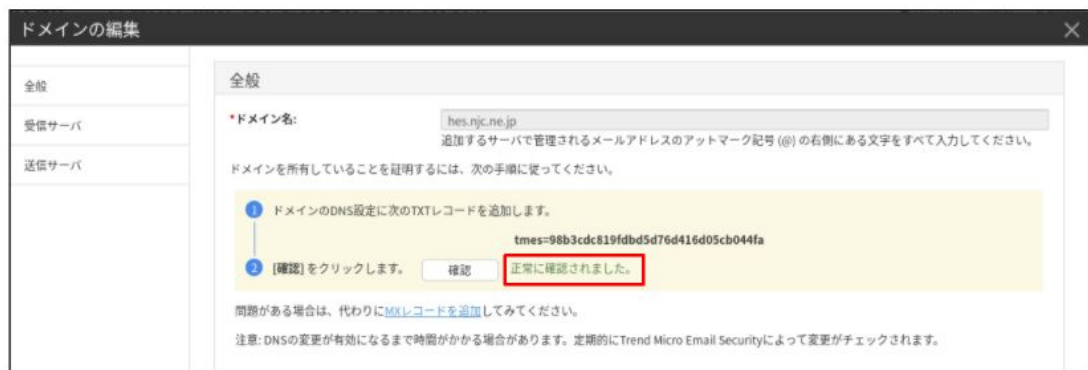 ドメインの編集
全般
受信サーバ
送信サーバ
全般
*ドメイン名:
hes.njc.ne.jp
追加するサーバで管理されるメールアドレスのアットマーク記号 (@) の右側にある文字をすべて入力してください。
ドメインを所有していることを証明するには、次の手順に従ってください。
1 ドメインのDNS設定に次のTXTレコードを追加します。
tmes=98b3cdc819fdbd5d76d416d05cb044fa
2 [確認] をクリックします。 確認 正常に確認されました。
問題がある場合は、代わりにMXレコードを追加してみてください。
注意: DNSの変更が有効になるまで時間がかかる場合があります。定期的にTrend Micro Email Securityによって変更がチェックされます。